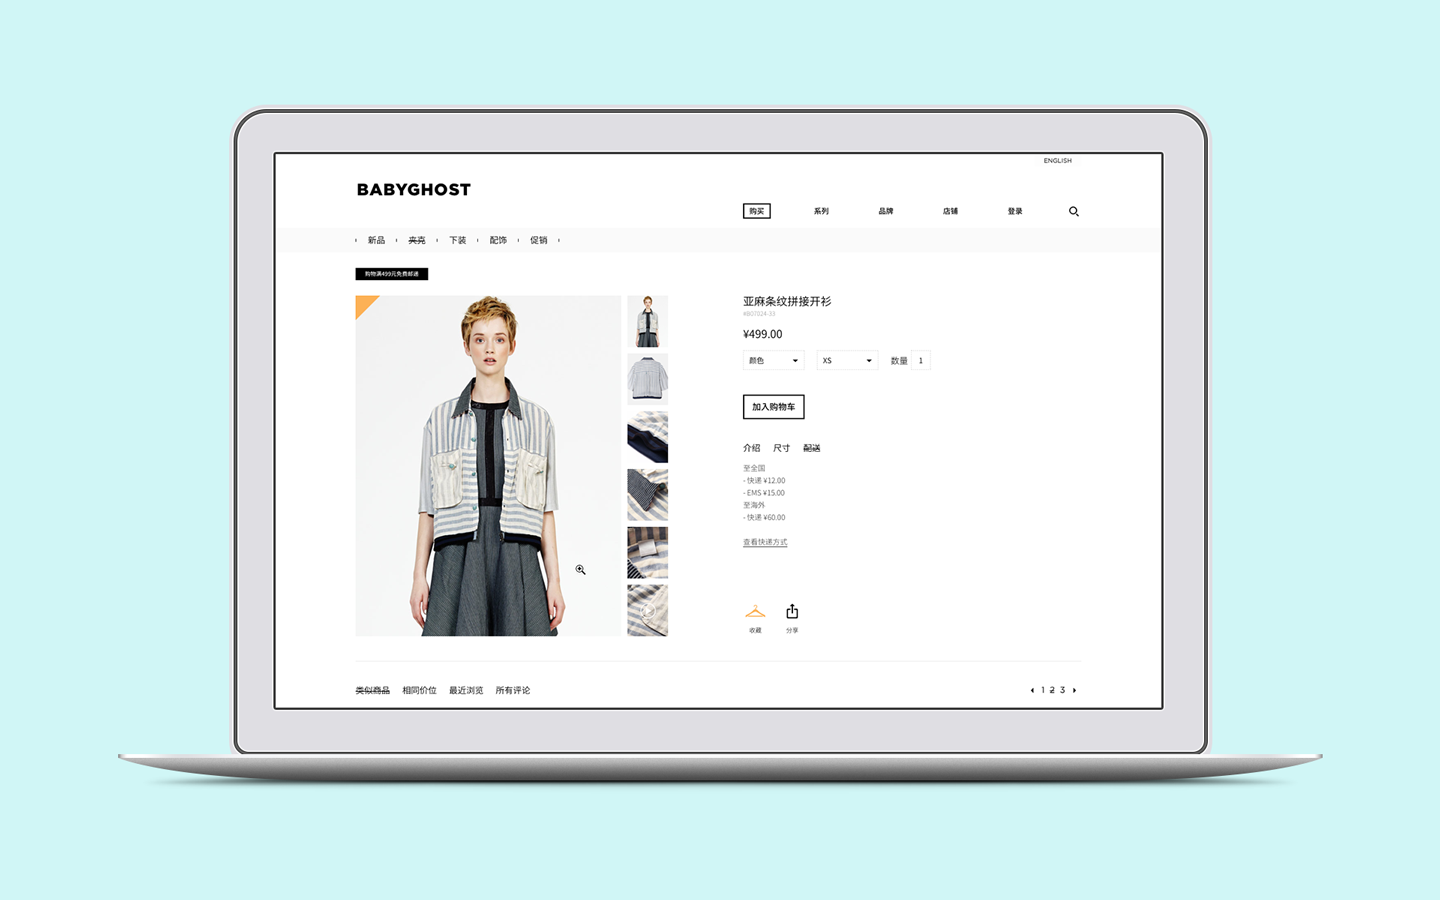 ENGLISH
BABYGHOST
购买 系列 品牌 店铺 登录
新品 夹克 下装 配饰 促销
购物满499元免费邮递
亚麻条纹拼接开衫
#B07024-33
¥499.00
颜色 XS 数量 1
加入购物车
介绍 尺寸 配送
至全国
- 快递 ¥12.00
- EMS ¥15.00
至海外
- 快递 ¥60.00
查看快递方式
收藏 分享
类似商品 相同价位 最近浏览 所有评论 1 2 3